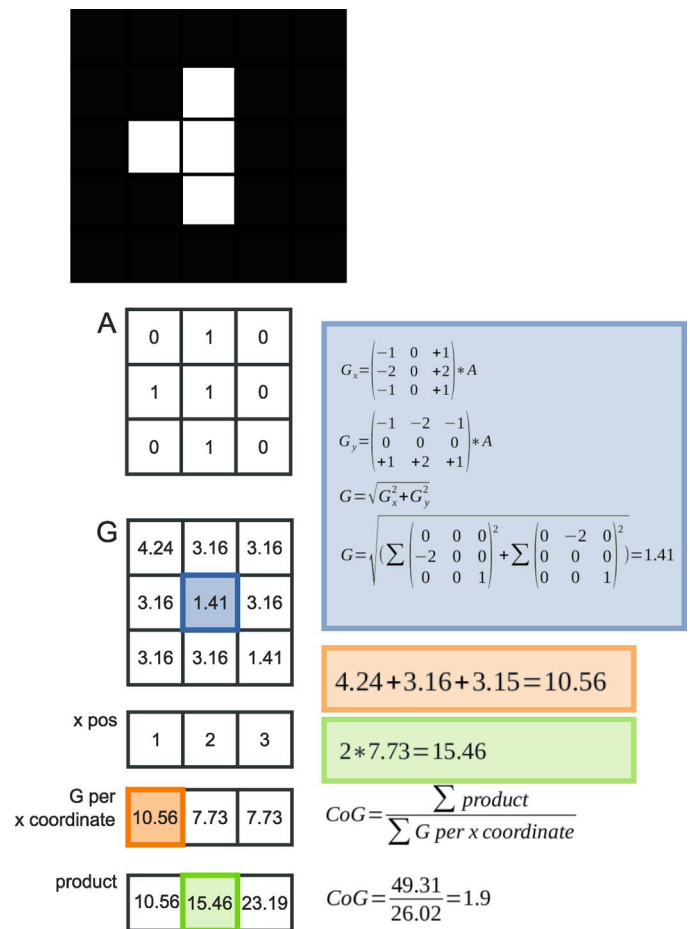 A
0 1 0
1 1 0
0 1 0
G_x = (−1 0 +1
−2 0 +2
−1 0 +1) * A
G_y = (−1 −2 −1
0 0 0
+1 +2 +1) * A
G = √(G_x^2 + G_y^2)
G = √((∑ (0 0 0
−2 0 0
0 0 1)^2 + ∑ (0 −2 0
0 0 0
0 0 1)^2)) = 1.41
G
4.24 3.16 3.16
3.16 1.41 3.16
3.16 3.16 1.41
4.24+3.16+3.15=10.56
x pos
1 2 3
2*7.73=15.46
G per
x coordinate
10.56 7.73 7.73
CoG = ∑ product / ∑ G per x coordinate
product
10.56 15.46 23.19
CoG = 49.31 / 26.02 = 1.9